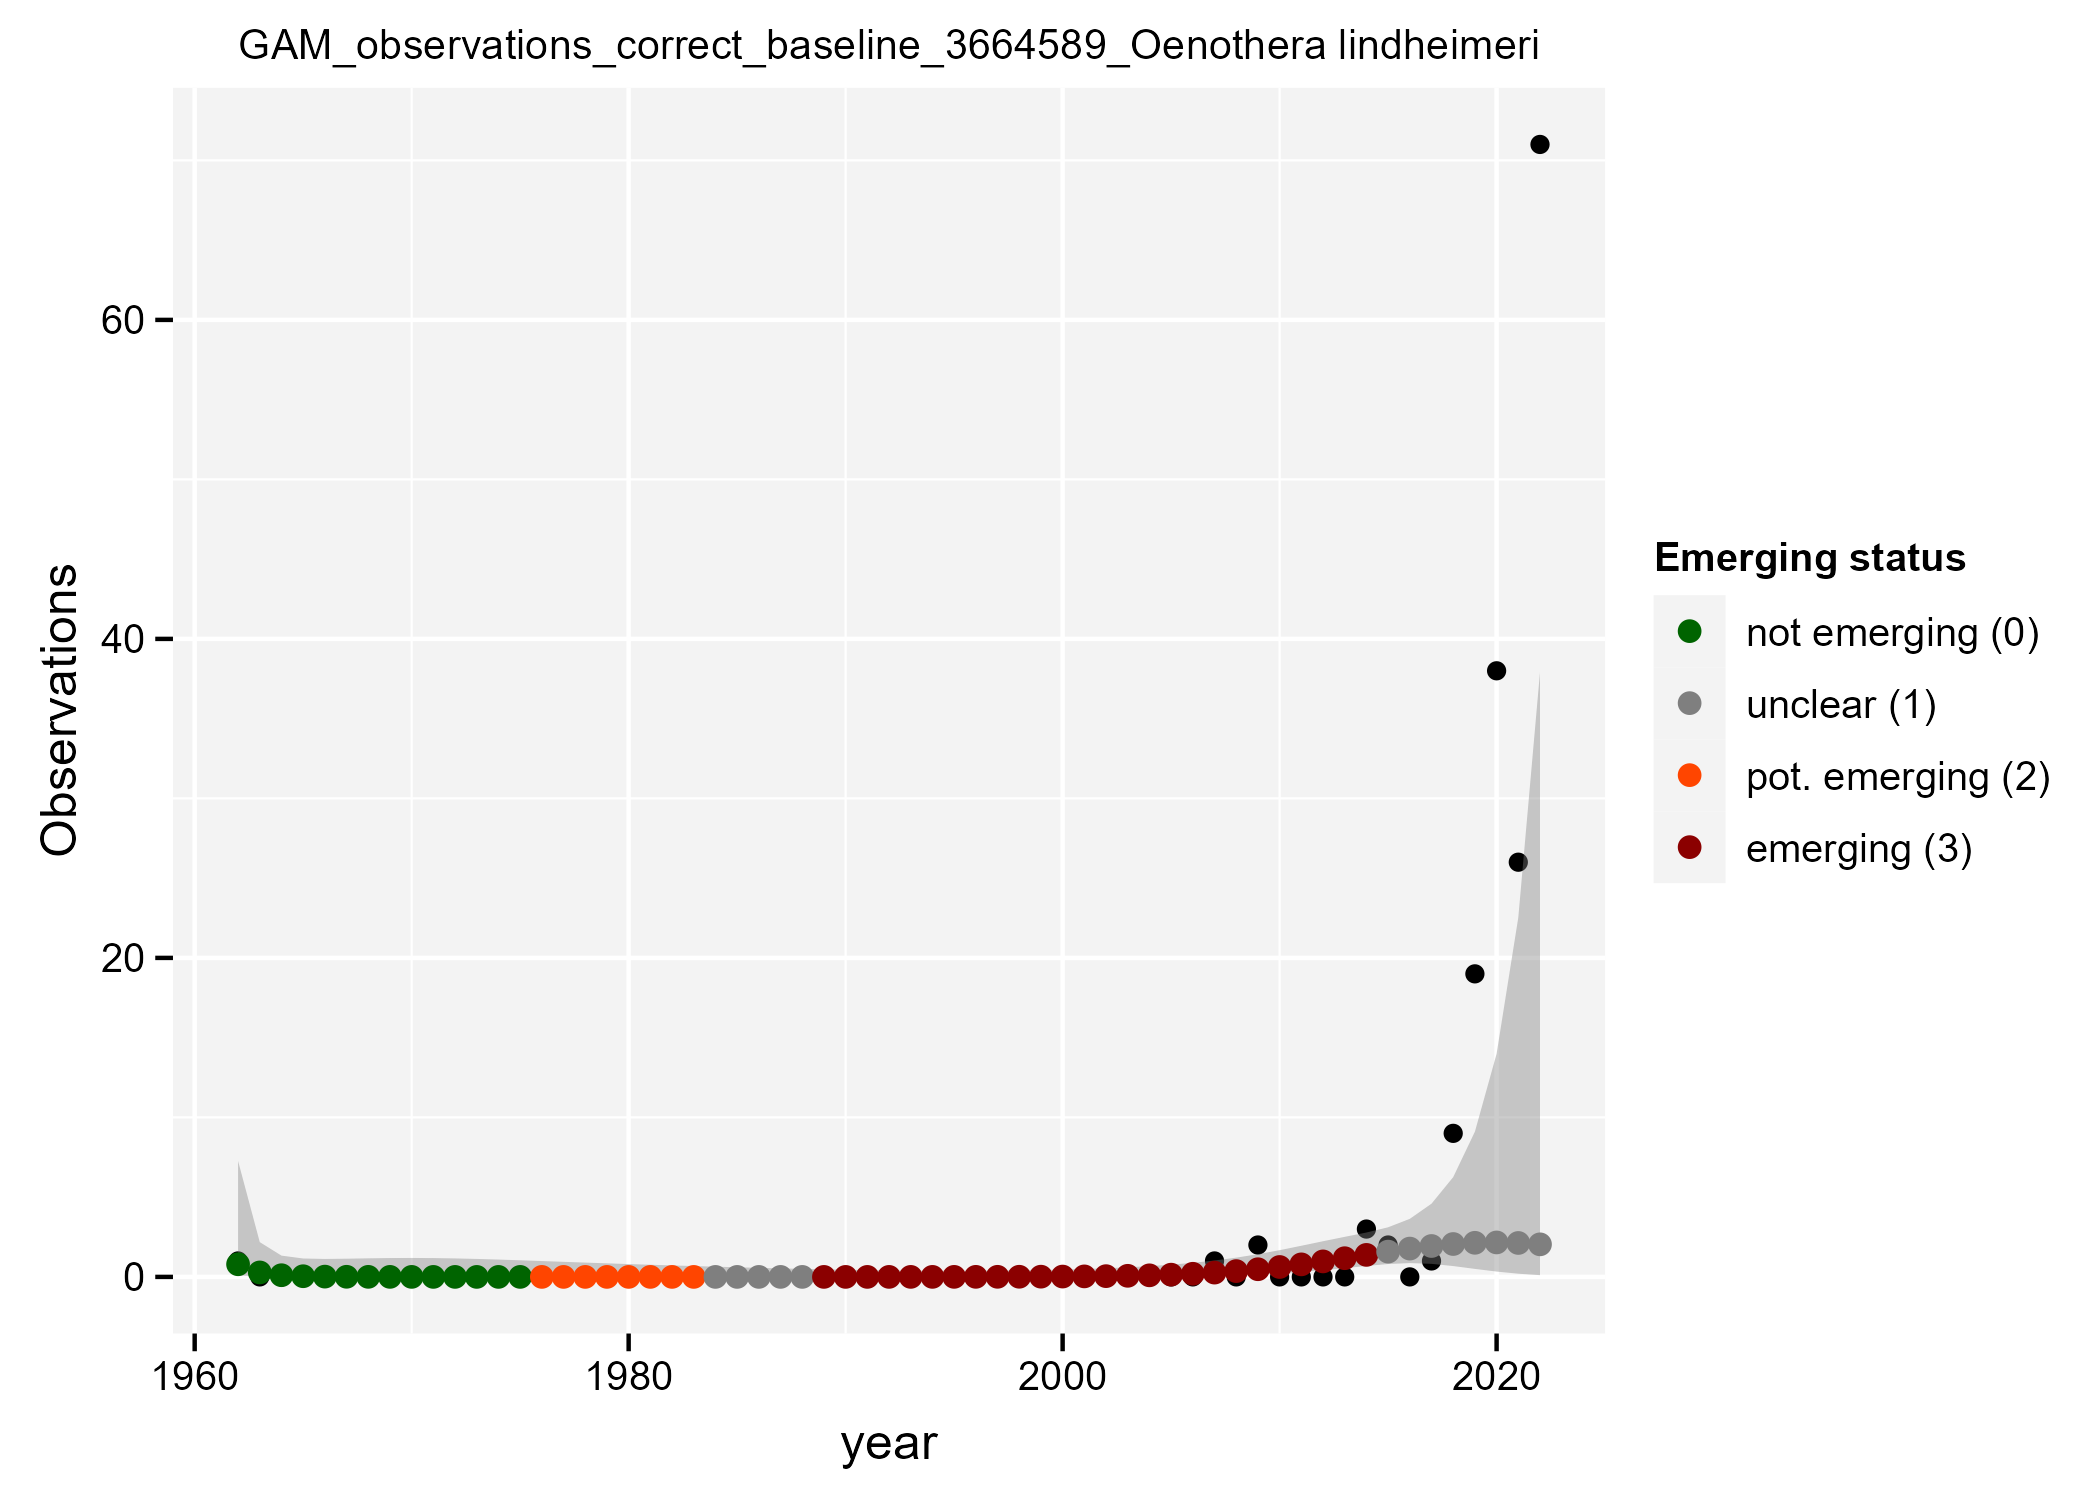 GAM_observations_correct_baseline_3664589_Oenothera lindheimeri
Observations
60
40
20
0
1960
1980
2000
2020
year
Emerging status
not emerging (0)
unclear (1)
pot. emerging (2)
emerging (3)